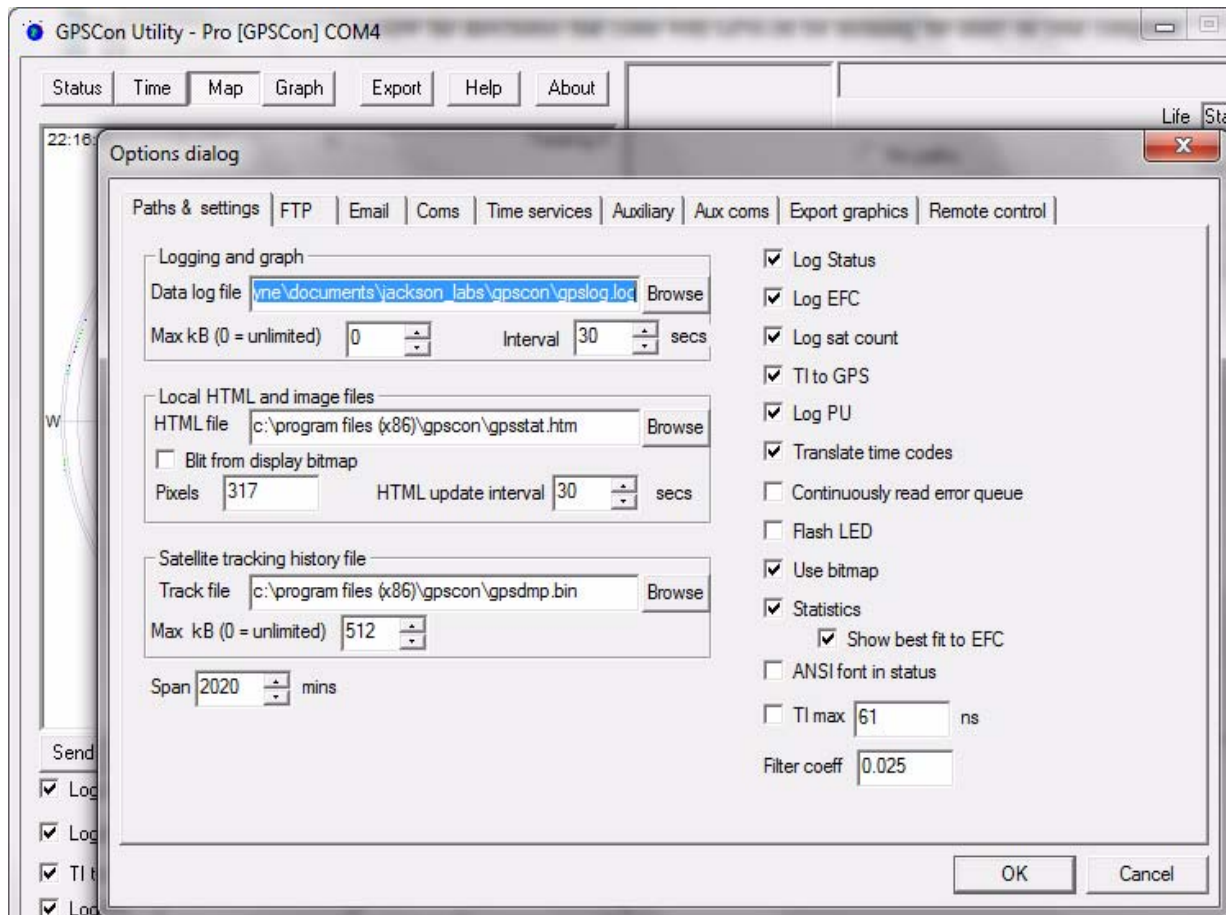 GPSCon Utility - Pro [GPSCon] COM4
Status Time Map Graph Export Help About
Life Sta
22:16:
Options dialog
Paths & settings FTP Email Coms Time services Auxiliary Aux coms Export graphics Remote control
Logging and graph
Data log file yne\documents\jackson_labs\gpscon\gpslog.log Browse
Max kB (0 = unlimited) 0 Interval 30 secs
Local HTML and image files
HTML file c:\program files (x86)\gpscon\gpsstat.htm Browse
Blit from display bitmap
Pixels 317 HTML update interval 30 secs
Satellite tracking history file
Track file c:\program files (x86)\gpscon\gpsdmp.bin Browse
Max kB (0 = unlimited) 512
Span 2020 mins
Log Status
Log EFC
Log sat count
TI to GPS
Log PU
Translate time codes
Continuously read error queue
Flash LED
Use bitmap
Statistics
Show best fit to EFC
ANSI font in status
TI max 61 ns
Filter coeff 0.025
OK Cancel
W
Send
Log
Log
TI t
Log